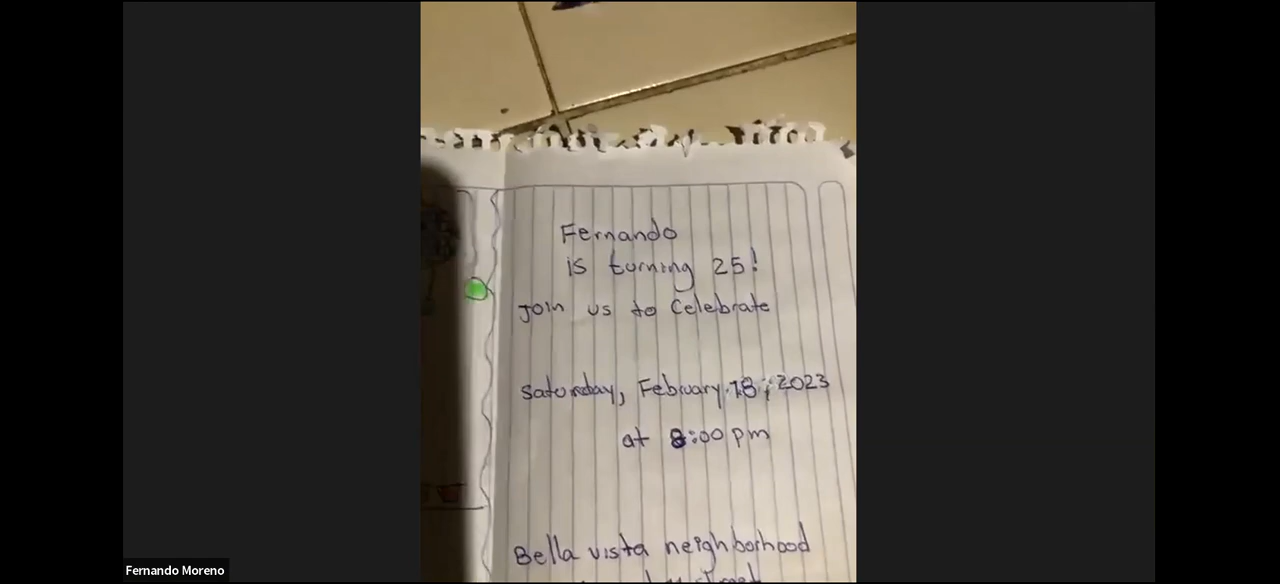 Fernando
is turning 25!
Join us to Celebrate
Saturday, February 18, 2023
at 8:00 pm
Bella vista neighborhood
Fernando Moreno